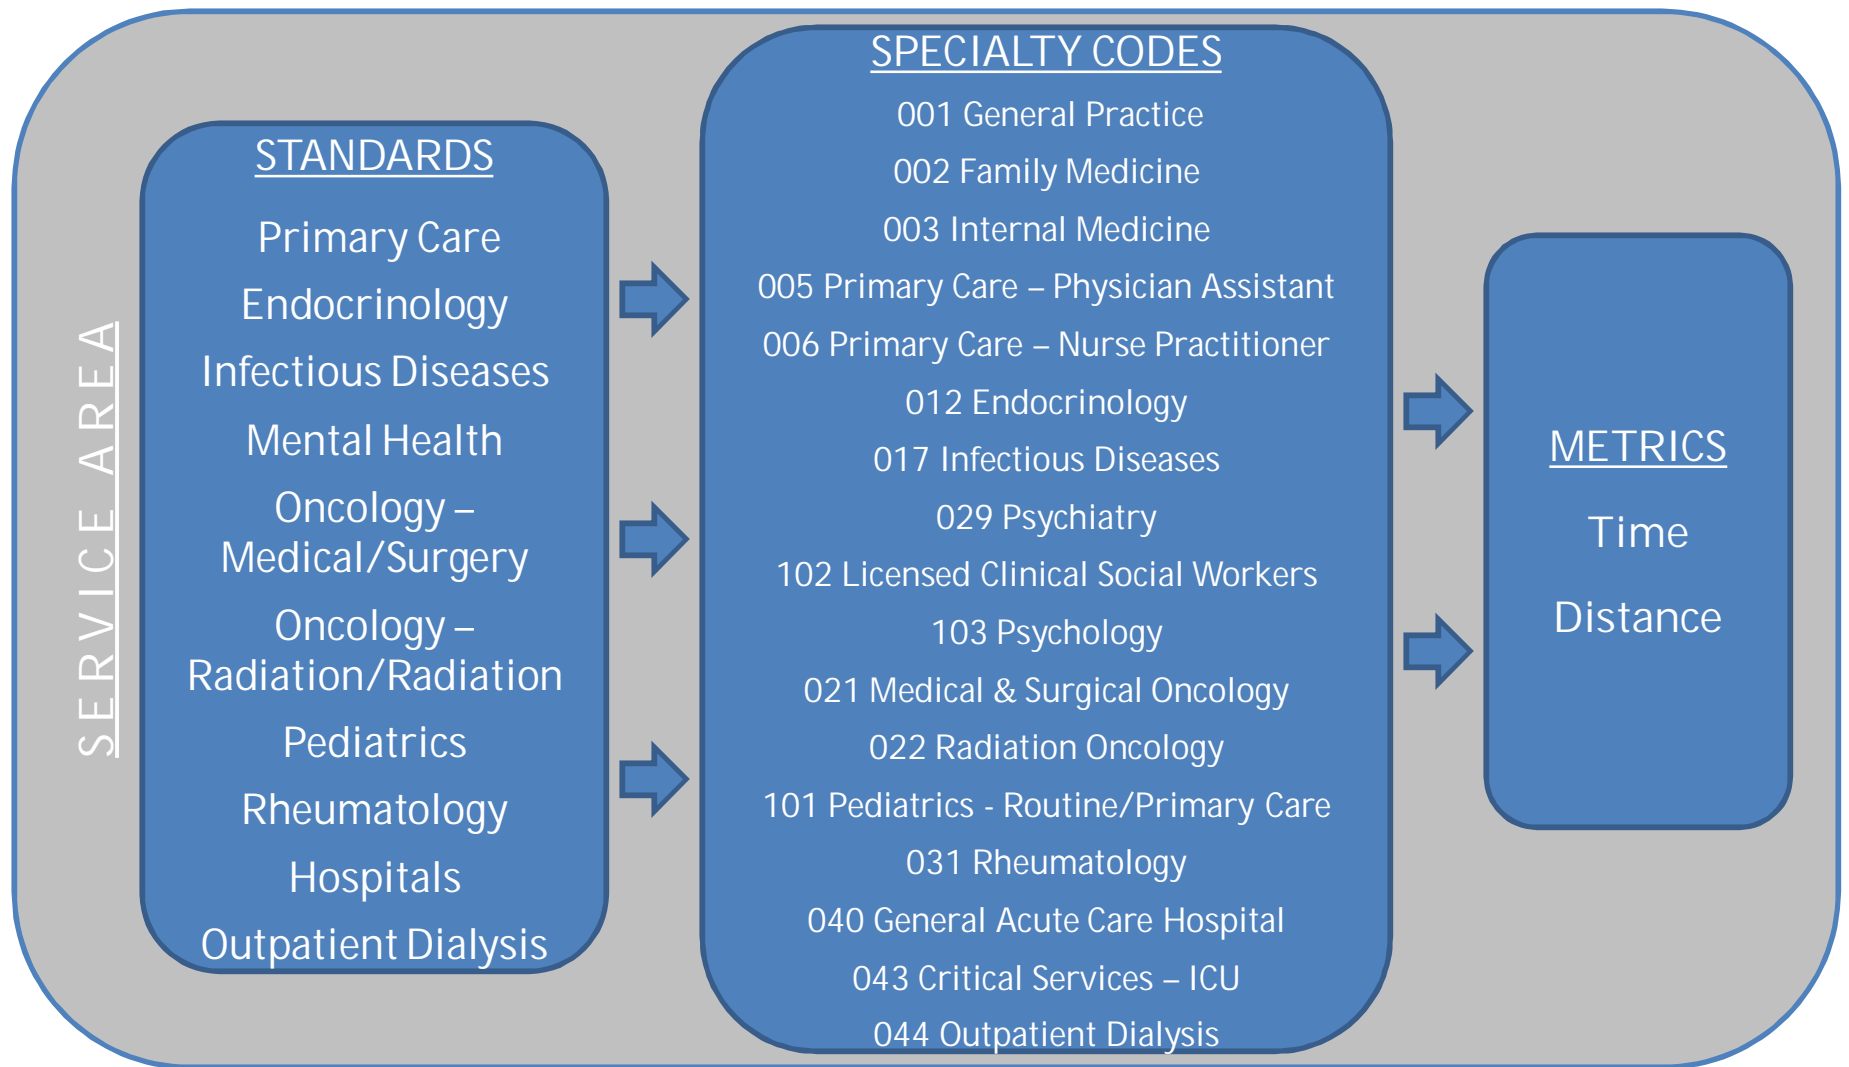 SERVICE AREA
STANDARDS
Primary Care
Endocrinology
Infectious Diseases
Mental Health
Oncology –
Medical/Surgery
Oncology –
Radiation/Radiation
Pediatrics
Rheumatology
Hospitals
Outpatient Dialysis
SPECIALTY CODES
001 General Practice
002 Family Medicine
003 Internal Medicine
005 Primary Care – Physician Assistant
006 Primary Care – Nurse Practitioner
012 Endocrinology
017 Infectious Diseases
029 Psychiatry
102 Licensed Clinical Social Workers
103 Psychology
021 Medical & Surgical Oncology
022 Radiation Oncology
101 Pediatrics - Routine/Primary Care
031 Rheumatology
040 General Acute Care Hospital
043 Critical Services – ICU
044 Outpatient Dialysis
METRICS
Time
Distance